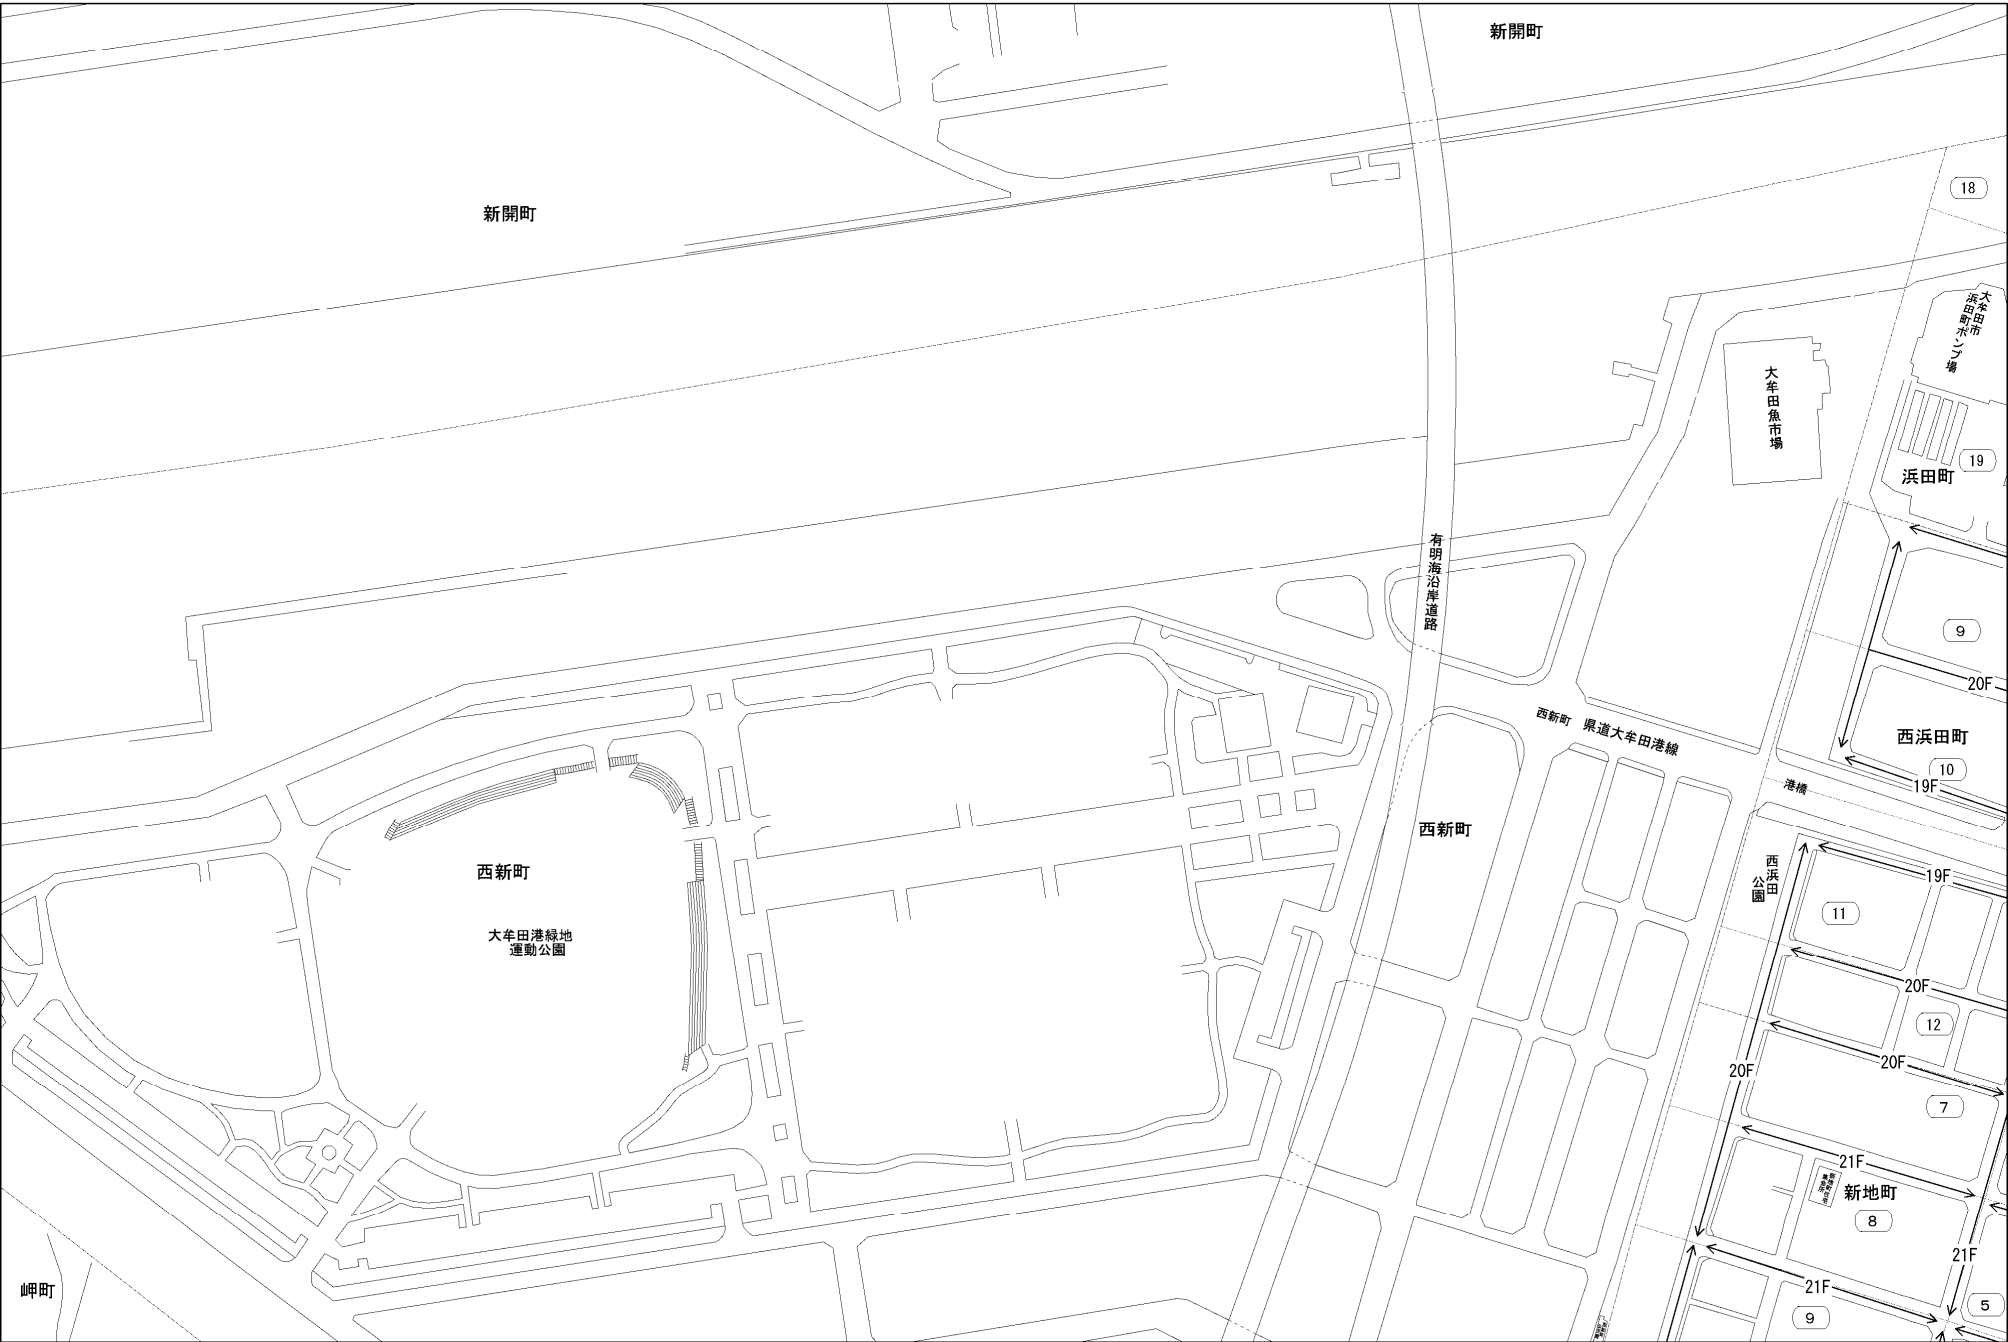 新開町
新開町
18
大牟田市
浜田町ポンプ場
大牟田魚市場
19
浜田町
有明海沿岸道路
9
20F
西新町
県道大牟田港線
西浜田町
10
19F
港橋
西新町
西浜田
公園
19F
西新町
11
大牟田港緑地
運動公園
20F
12
20F
20F
7
21F
新地町
8
21F
岬町
21F
9
5